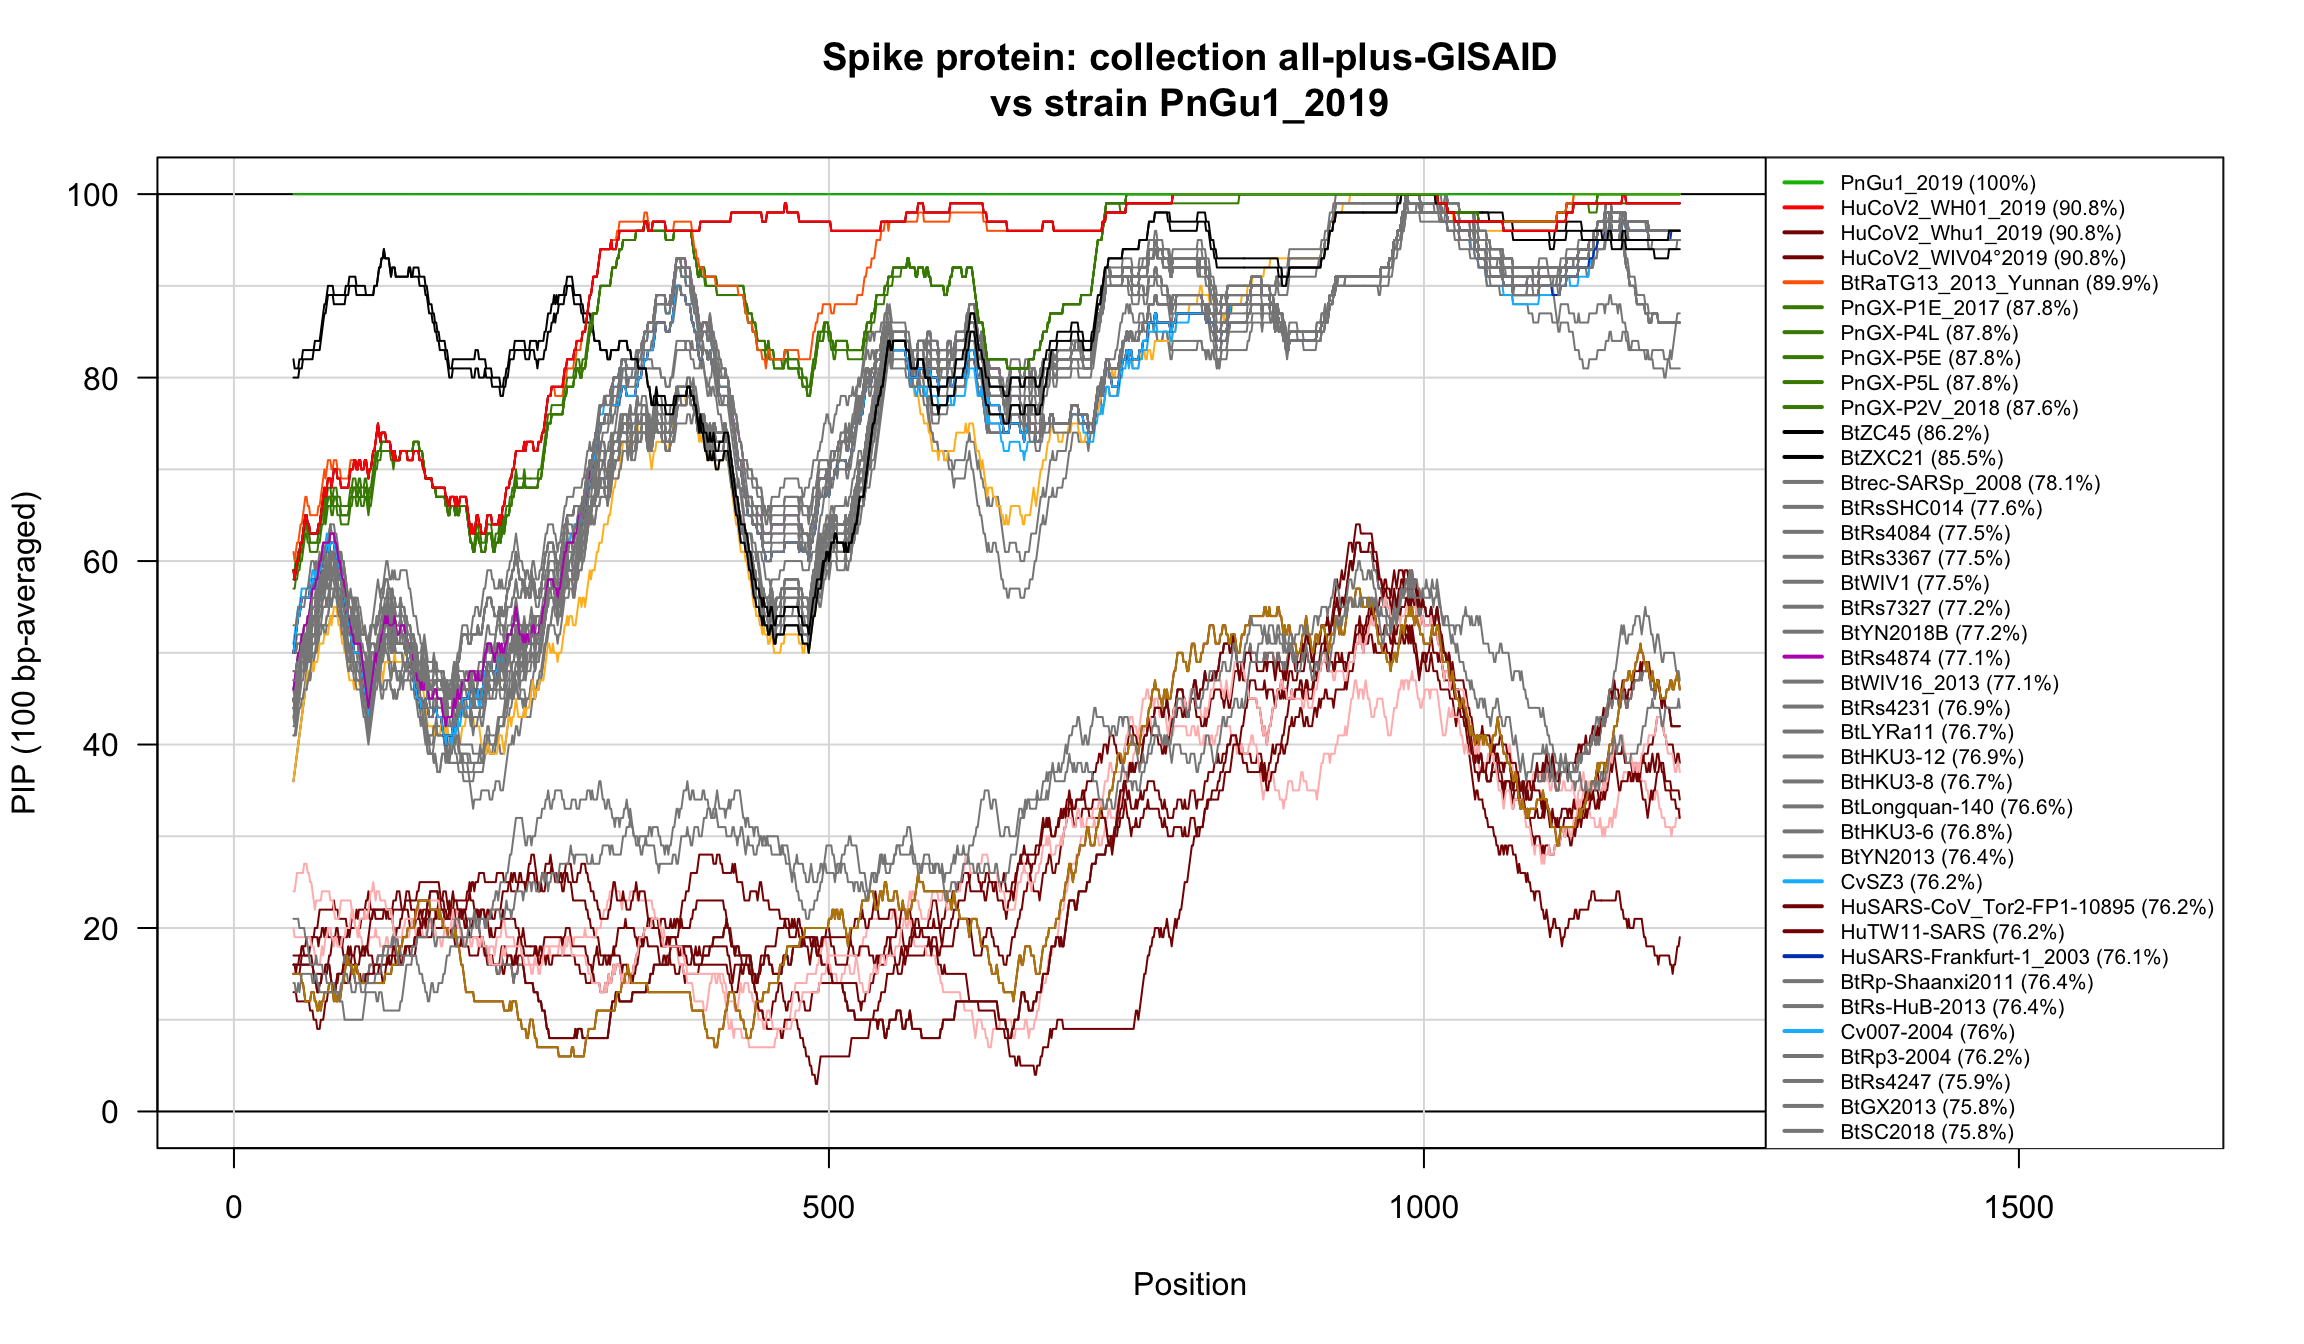 Spike protein: collection all-plus-GISAID
vs strain PnGu1_2019
PIP (100 bp-averaged)
100
80
60
40
20
0
0
500
1000
1500
Position
PnGu1_2019 (100%)
HuCoV2_WH01_2019 (90.8%)
HuCoV2_Whu1_2019 (90.8%)
HuCoV2_WIV04°2019 (90.8%)
BtRaTG13_2013_Yunnan (89.9%)
PnGX-P1E_2017 (87.8%)
PnGX-P4L (87.8%)
PnGX-P5E (87.8%)
PnGX-P5L (87.8%)
PnGX-P2V_2018 (87.6%)
BtZC45 (86.2%)
BtZXC21 (85.5%)
Btrec-SARSp_2008 (78.1%)
BtRsSHC014 (77.6%)
BtRs4084 (77.5%)
BtRs3367 (77.5%)
BtWIV1 (77.5%)
BtRs7327 (77.2%)
BtYN2018B (77.2%)
BtRs4874 (77.1%)
BtWIV16_2013 (77.1%)
BtRs4231 (76.9%)
BtLYRa11 (76.7%)
BtHKU3-12 (76.9%)
BtHKU3-8 (76.7%)
BtLongquan-140 (76.6%)
BtHKU3-6 (76.8%)
BtYN2013 (76.4%)
CvSZ3 (76.2%)
HuSARS-CoV_Tor2-FP1-10895 (76.2%)
HuTW11-SARS (76.2%)
HuSARS-Frankfurt-1_2003 (76.1%)
BtRp-Shaanxi2011 (76.4%)
BtRs-HuB-2013 (76.4%)
Cv007-2004 (76%)
BtRp3-2004 (76.2%)
BtRs4247 (75.9%)
BtGX2013 (75.8%)
BtSC2018 (75.8%)